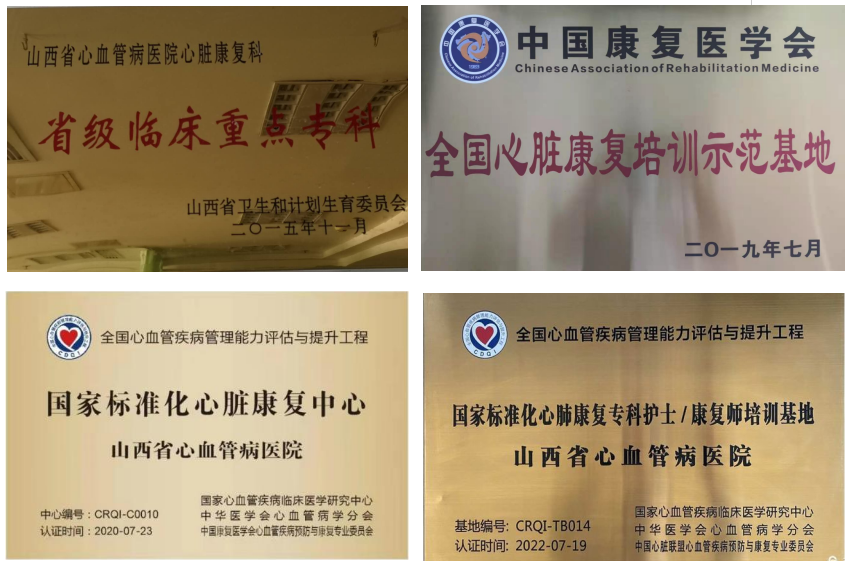 山西省心血管病医院心脏康复科
省级临床重点专科
山西省卫生和计划生育委员会
二〇一五年十一月
中国康复医学会
Chinese Association of Rehabilitation Medicine
全国心脏康复培训示范基地
二〇一九年七月
CDQI
全国心血管疾病管理能力评估与提升工程
国家标准化心脏康复中心
山西省心血管病医院
中心编号：CRQI-C0010
认证时间：2020-07-23
国家心血管疾病临床医学研究中心
中华医学会心血管病学分会
中国康复医学会心血管疾病预防与康复专业委员会
CDQI
全国心血管疾病管理能力评估与提升工程
国家标准化心肺康复专科护士/康复师培训基地
山西省心血管病医院
基地编号: CRQI-TB014
认证时间: 2022-07-19
国家心血管疾病临床医学研究中心
中华医学会心血管病学分会
中国心脏联盟心血管疾病预防与康复专业委员会